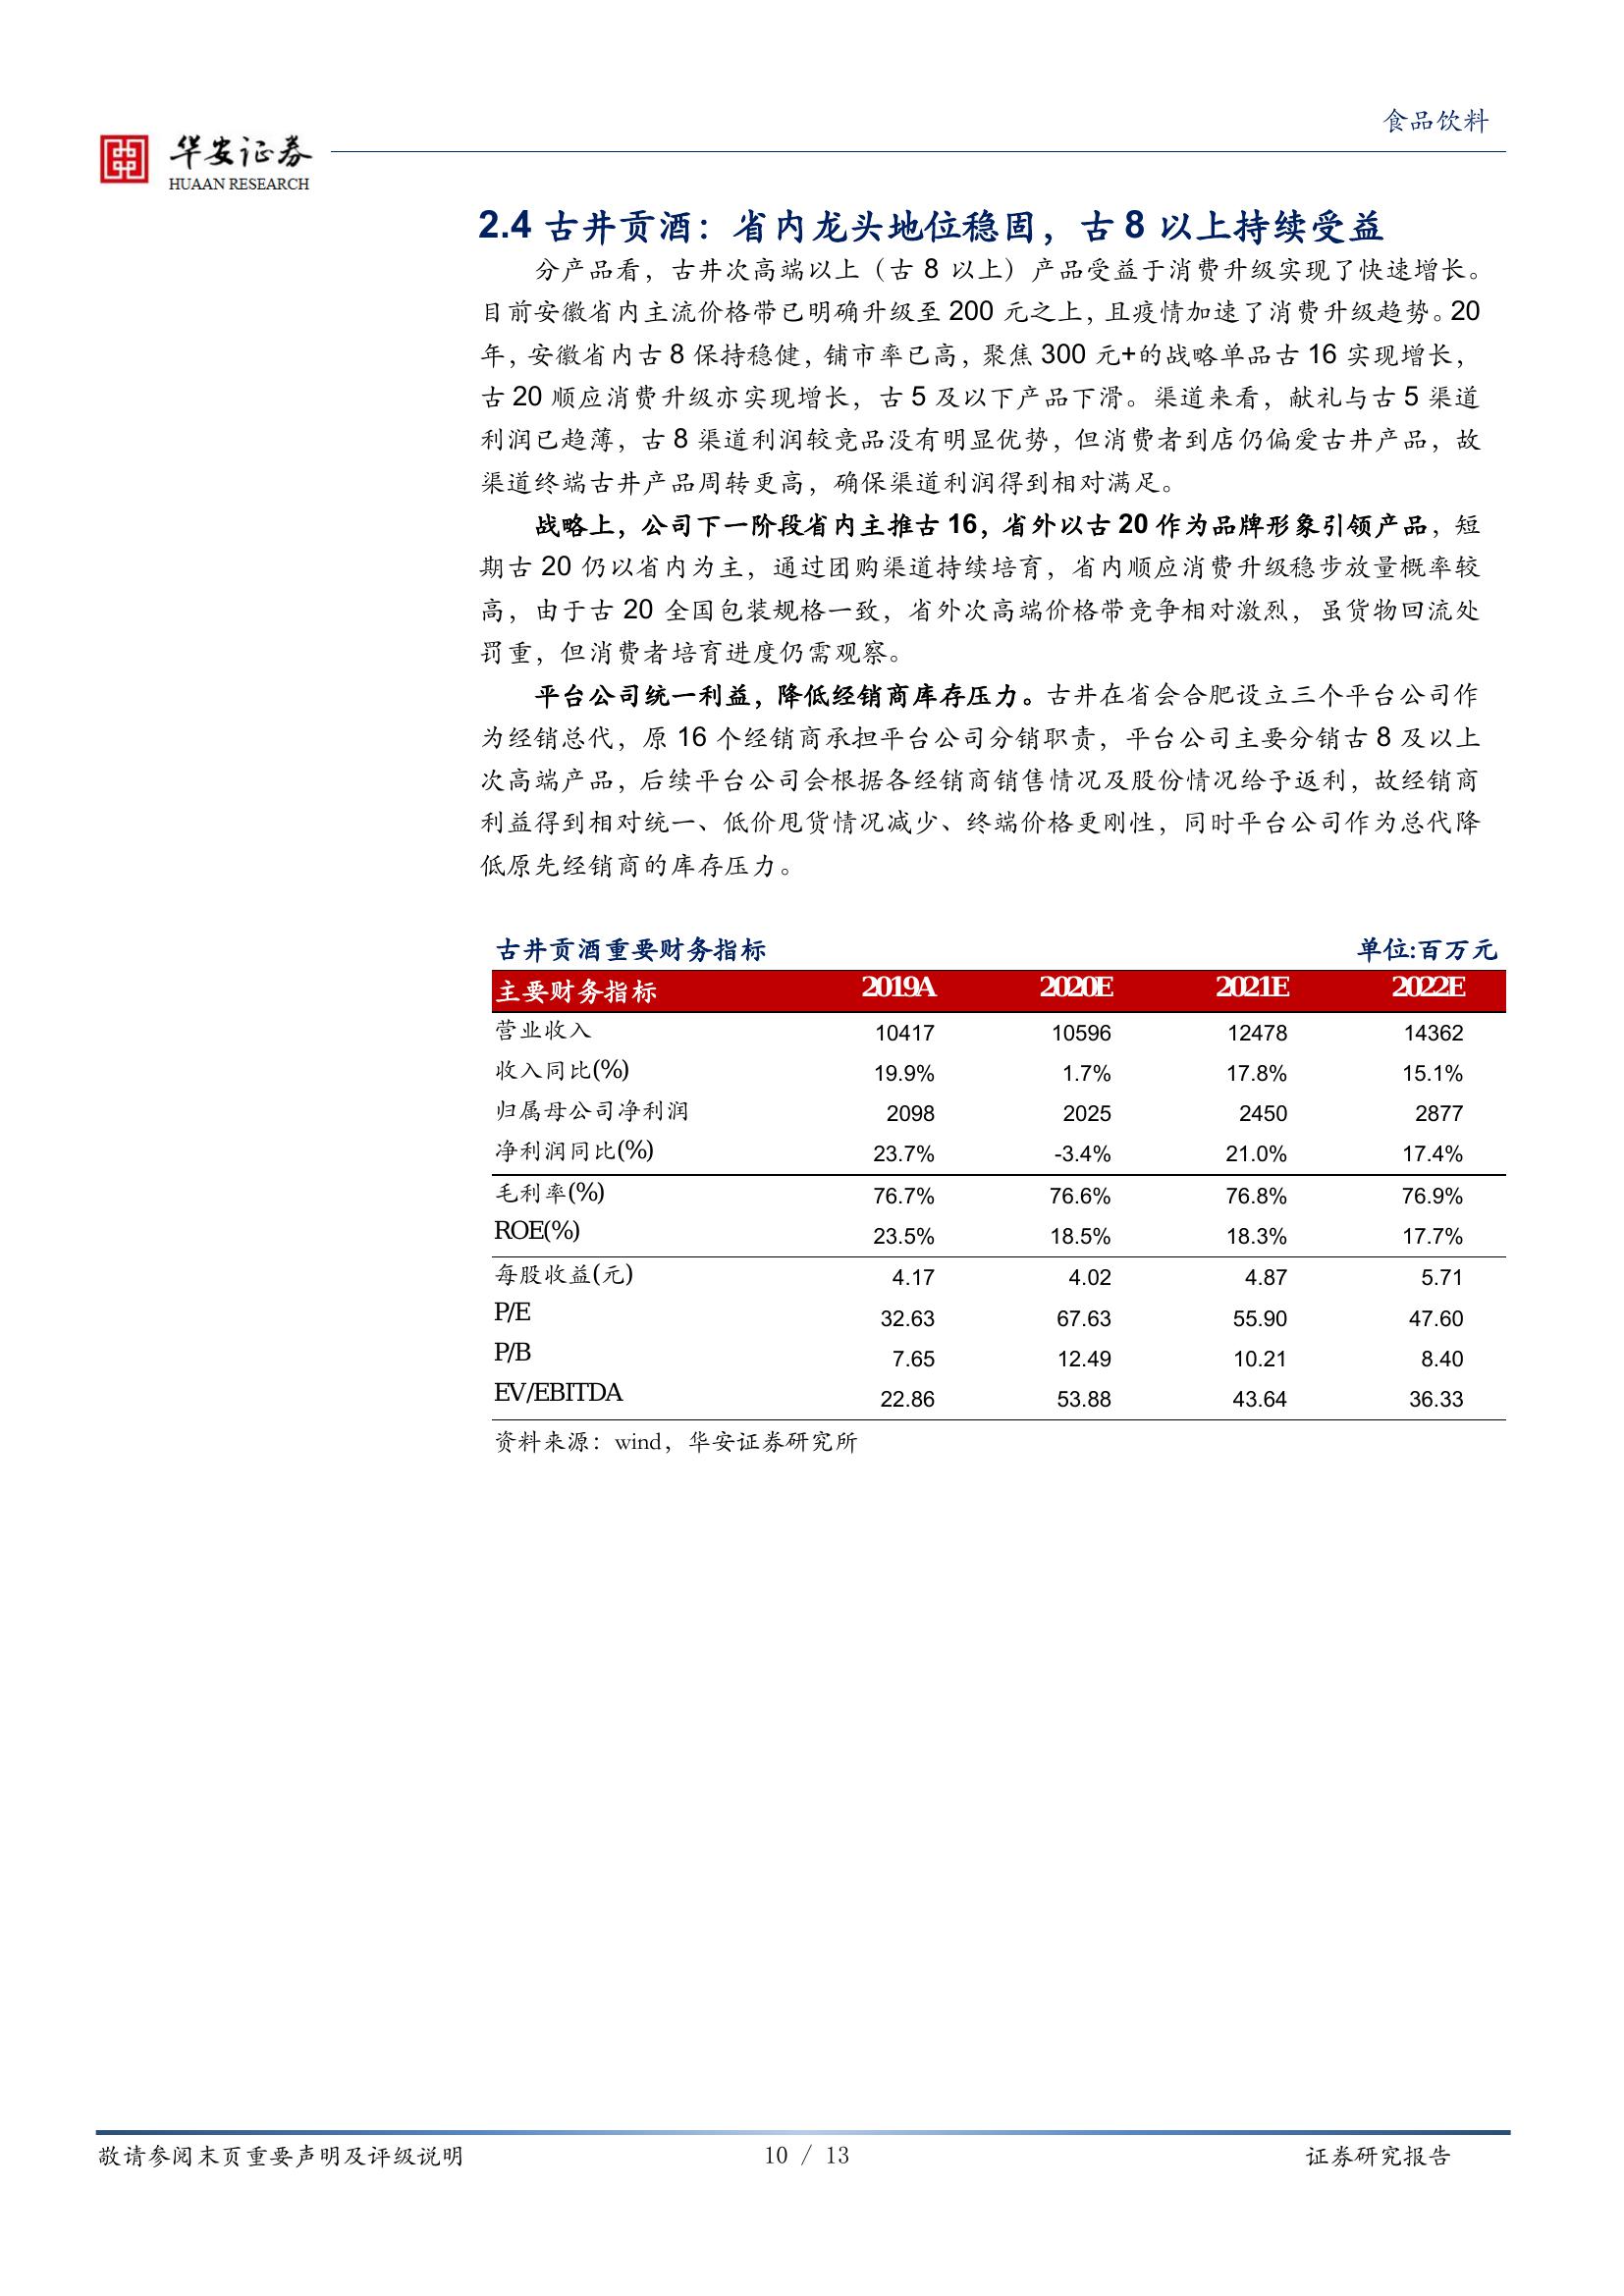 食品饮料
华安证券
HUAAN RESEARCH
2.4 古井贡酒：省内龙头地位稳固，古 8 以上持续受益
分产品看，古井次高端以上（古 8 以上）产品受益于消费升级实现了快速增长。
目前安徽省内主流价格带已明确升级至 200 元之上，且疫情加速了消费升级趋势。20
年，安徽省内古 8 保持稳健，铺市率已高，聚焦 300 元+的战略单品古 16 实现增长，
古 20 顺应消费升级亦实现增长，古 5 及以下产品下滑。渠道来看，献礼与古 5 渠道
利润已趋薄，古 8 渠道利润较竞品没有明显优势，但消费者到店仍偏爱古井产品，故
渠道终端古井产品周转更高，确保渠道利润得到相对满足。
战略上，公司下一阶段省内主推古 16，省外以古 20 作为品牌形象引领产品，短
期古 20 仍以省内为主，通过团购渠道持续培育，省内顺应消费升级稳步放量概率较
高，由于古 20 全国包装规格一致，省外次高端价格带竞争相对激烈，虽货物回流处
罚重，但消费者培育进度仍需观察。
平台公司统一利益，降低经销商库存压力。古井在省会合肥设立三个平台公司作
为经销总代，原 16 个经销商承担平台公司分销职责，平台公司主要分销古 8 及以上
次高端产品，后续平台公司会根据各经销商销售情况及股份情况给予返利，故经销商
利益得到相对统一、低价甩货情况减少、终端价格更刚性，同时平台公司作为总代降
低原先经销商的库存压力。
古井贡酒重要财务指标 单位:百万元
主要财务指标 2019A 2020E 2021E 2022E
营业收入 10417 10596 12478 14362
收入同比(%) 19.9% 1.7% 17.8% 15.1%
归属母公司净利润 2098 2025 2450 2877
净利润同比(%) 23.7% -3.4% 21.0% 17.4%
毛利率(%) 76.7% 76.6% 76.8% 76.9%
ROE(%) 23.5% 18.5% 18.3% 17.7%
每股收益(元) 4.17 4.02 4.87 5.71
P/E 32.63 67.63 55.90 47.60
P/B 7.65 12.49 10.21 8.40
EV/EBITDA 22.86 53.88 43.64 36.33
资料来源：wind，华安证券研究所
敬请参阅末页重要声明及评级说明 10 / 13 证券研究报告